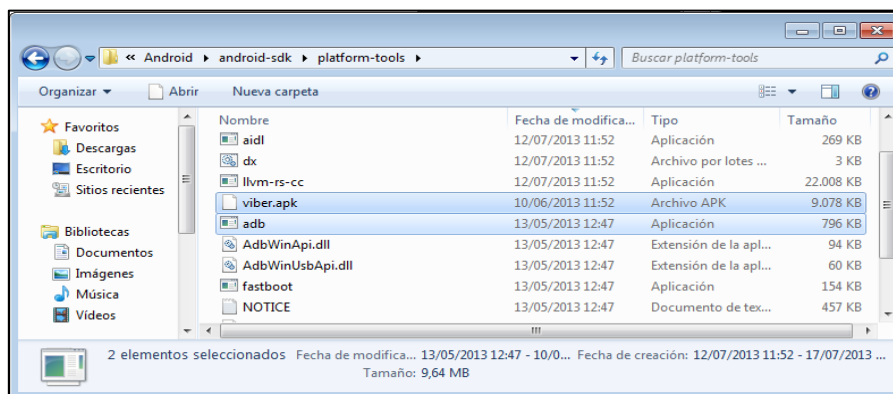 « Android ▸ android-sdk ▸ platform-tools ▸ Buscar platform-tools
Organizar Abrir Nueva carpeta
Favoritos
Descargas
Escritorio
Sitios recientes
Bibliotecas
Documentos
Imágenes
Música
Vídeos
Nombre Fecha de modifica... Tipo Tamaño
aidl 12/07/2013 11:52 Aplicación 269 KB
dx 12/07/2013 11:52 Archivo por lotes ... 3 KB
llvm-rs-cc 12/07/2013 11:52 Aplicación 22.008 KB
viber.apk 10/06/2013 11:52 Archivo APK 9.078 KB
adb 13/05/2013 12:47 Aplicación 796 KB
AdbWinApi.dll 13/05/2013 12:47 Extensión de la apl... 94 KB
AdbWinUsbApi.dll 13/05/2013 12:47 Extensión de la apl... 60 KB
fastboot 13/05/2013 12:47 Aplicación 154 KB
NOTICE 13/05/2013 12:47 Documento de tex... 457 KB
2 elementos seleccionados Fecha de modifica... 13/05/2013 12:47 - 10/0... Fecha de creación: 12/07/2013 11:52 - 17/07/2013 ...
Tamaño: 9,64 MB